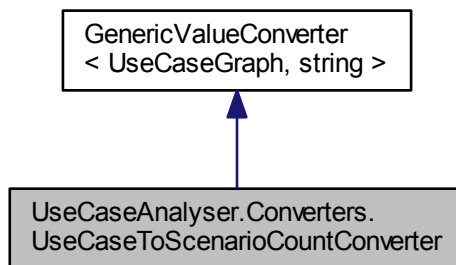 GenericValueConverter
< UseCaseGraph, string >
UseCaseAnalyser.Converters.
UseCaseToScenarioCountConverter